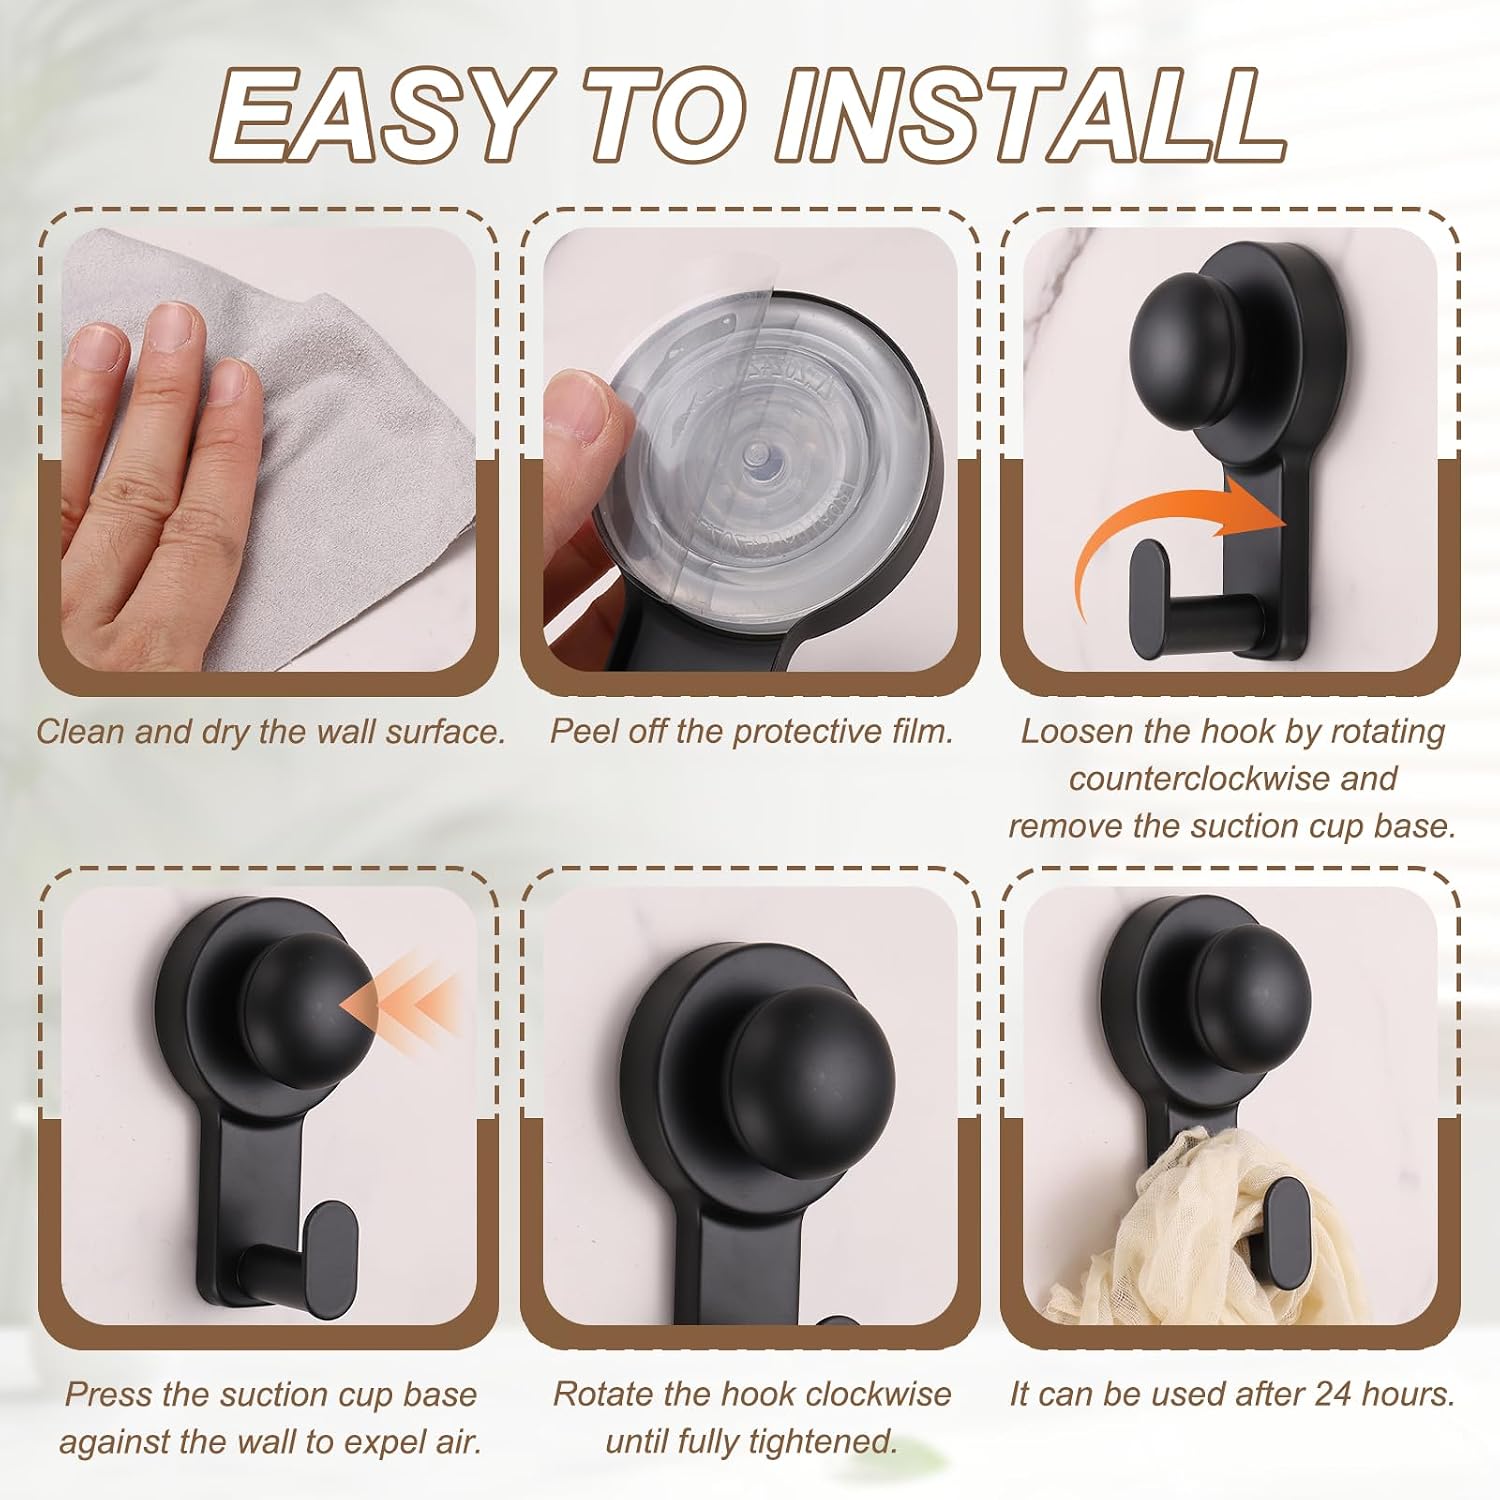 EASY TO INSTALL
Clean and dry the wall surface.
Peel off the protective film.
Loosen the hook by rotating
counterclockwise and
remove the suction cup base.
Press the suction cup base
against the wall to expel air.
Rotate the hook clockwise
until fully tightened.
It can be used after 24 hours.